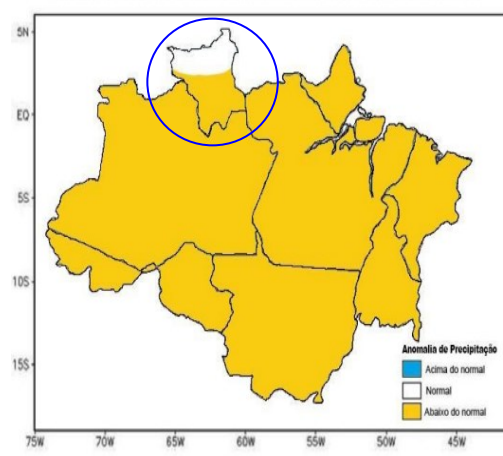 5N
EQ
5S
10S
15S
Anomalia de Precipitação
Acima do normal
Normal
Abaixo do normal
75W 70W 65W 60W 55W 50W 45W